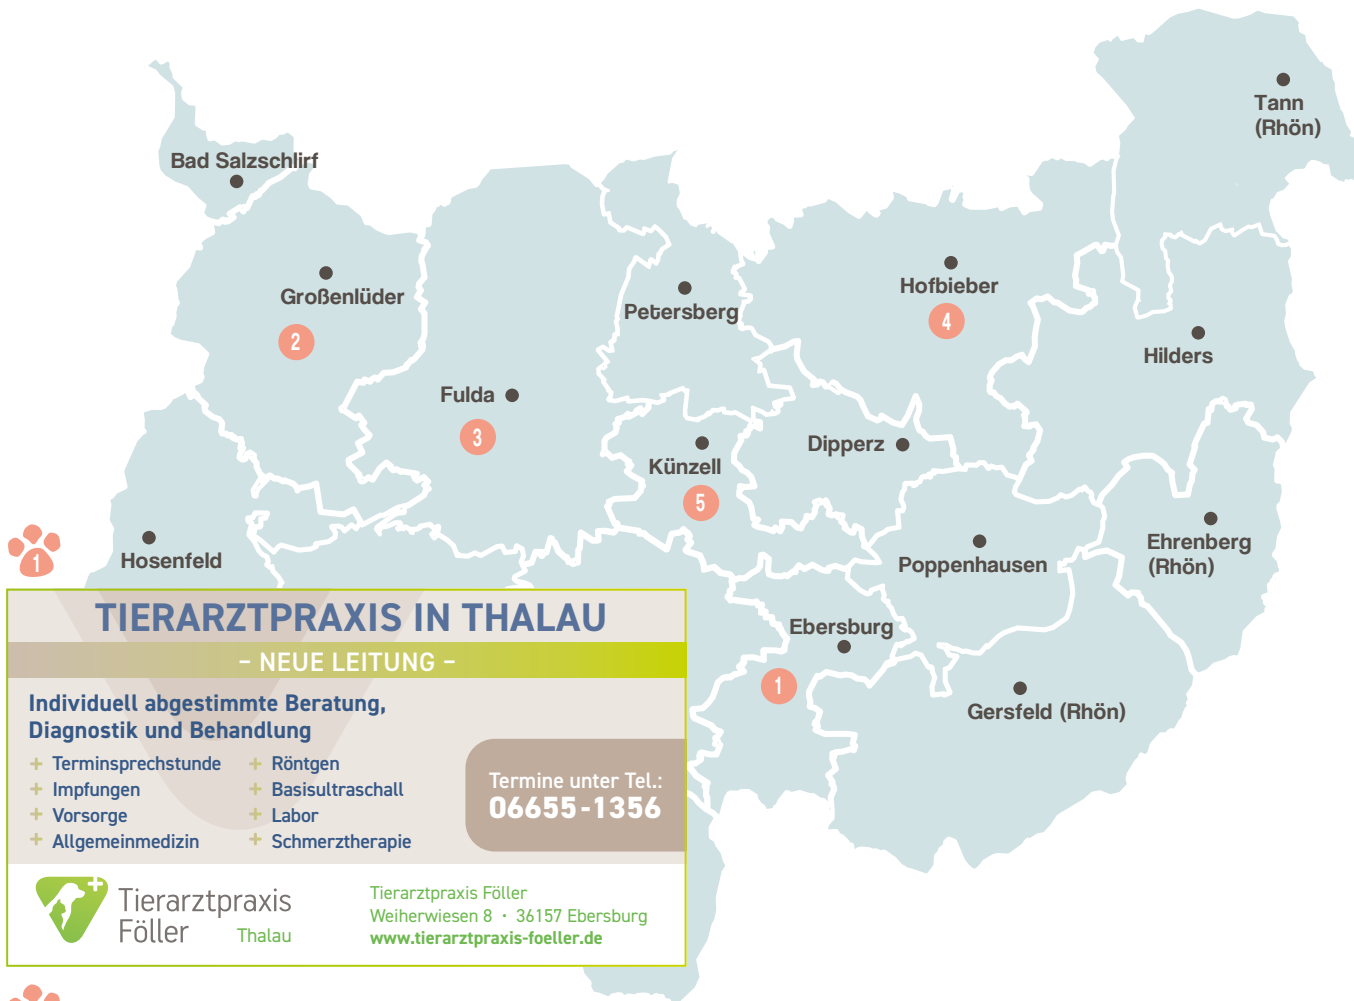 Tann
(Rhön)
Bad Salzschlirf
Großenlüder
2
Petersberg
Hofbieber
4
Hilders
Fulda
3
Künzell
5
Dipperz
Hosenfeld
1
Poppenhausen
Ehrenberg
(Rhön)
Ebersburg
1
Gersfeld (Rhön)
TIERARZTPRAXIS IN THALAU
– NEUE LEITUNG –
Individuell abgestimmte Beratung,
Diagnostik und Behandlung
+ Terminsprechstunde
+ Impfungen
+ Vorsorge
+ Allgemeinmedizin
+ Röntgen
+ Basisultraschall
+ Labor
+ Schmerztherapie
Termine unter Tel.:
06655-1356
Tierarztpraxis
Föller
Thalau
Tierarztpraxis Föller
Weiherwiesen 8 · 36157 Ebersburg
www.tierarztpraxis-foeller.de